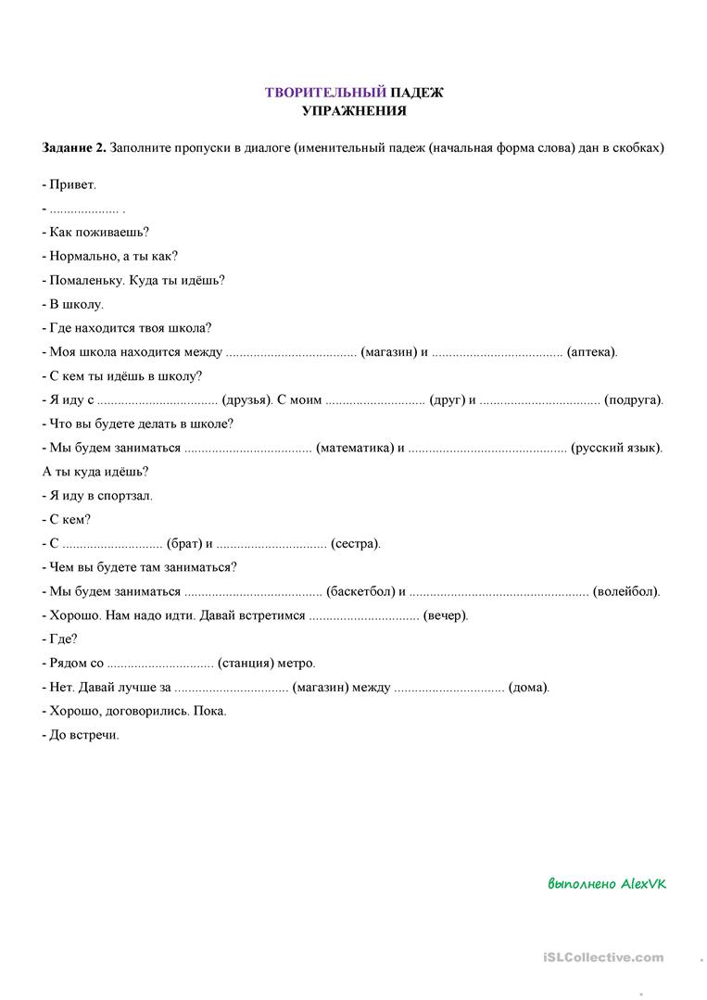 ТВОРИТЕЛЬНЫЙ ПАДЕЖ
УПРАЖНЕНИЯ
Задание 2. Заполните пропуски в диалоге (именительный падеж (начальная форма слова) дан в скобках)
- Привет.
- .................... .
- Как поживаешь?
- Нормально, а ты как?
- Помаленьку. Куда ты идёшь?
- В школу.
- Где находится твоя школа?
- Моя школа находится между ...................................... (магазин) и ...................................... (аптека).
- С кем ты идёшь в школу?
- Я иду с ................................... (друзья). С моим ............................. (друг) и ................................... (подруга).
- Что вы будете делать в школе?
- Мы будем заниматься ..................................... (математика) и .............................................. (русский язык).
А ты куда идёшь?
- Я иду в спортзал.
- С кем?
- С ............................. (брат) и ................................ (сестра).
- Чем вы будете там заниматься?
- Мы будем заниматься ........................................ (баскетбол) и .................................................... (волейбол).
- Хорошо. Нам надо идти. Давай встретимся ................................ (вечер).
- Где?
- Рядом со ............................... (станция) метро.
- Нет. Давай лучше за ................................. (магазин) между ................................ (дома).
- Хорошо, договорились. Пока.
- До встречи.
выполнено AlexVK
iSLCollective.com